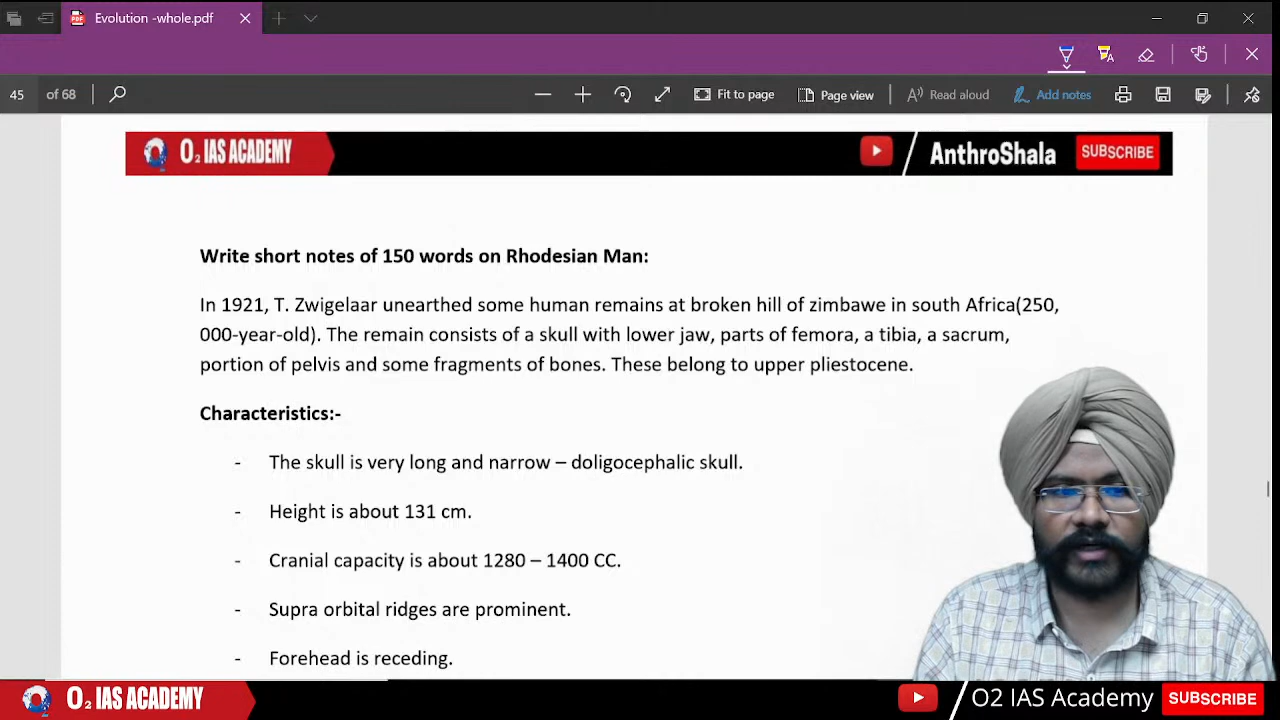 Evolution -whole.pdf
45 of 68
Fit to page
Page view
Read aloud
Add notes
O2 IAS ACADEMY
AnthroShala
SUBSCRIBE
Write short notes of 150 words on Rhodesian Man:
In 1921, T. Zwigelaar unearthed some human remains at broken hill of zimbawe in south Africa(250,
000-year-old). The remain consists of a skull with lower jaw, parts of femora, a tibia, a sacrum,
portion of pelvis and some fragments of bones. These belong to upper pliestocene.
Characteristics:-
- The skull is very long and narrow – doligocephalic skull.
- Height is about 131 cm.
- Cranial capacity is about 1280 – 1400 CC.
- Supra orbital ridges are prominent.
- Forehead is receding.
O2 IAS ACADEMY
O2 IAS Academy
SUBSCRIBE